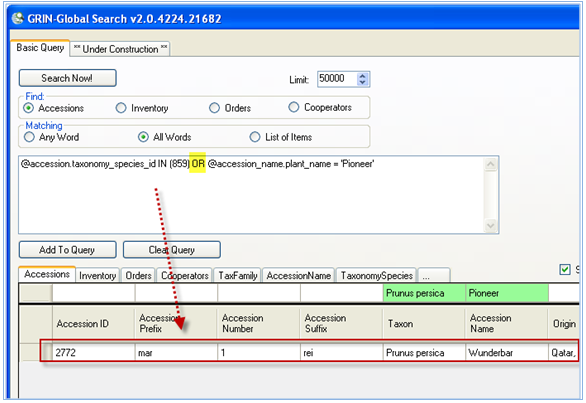 GRIN-Global Search v2.0.4224.21682
Basic Query ** Under Construction **
Search Now! Limit: 50000
Find:
Accessions Inventory Orders Cooperators
Matching
Any Word All Words List of Items
@accession.taxonomy_species_id IN (859) OR @accession_name.plant_name = 'Pioneer'
Add To Query Clear Query
Accessions Inventory Orders Cooperators TaxFamily AccessionName TaxonomySpecies ...
Prunus persica Pioneer
Accession ID Accession Prefix Accession Number Accession Suffix Taxon Accession Name Origin
2772 mar 1 rei Prunus persica Wunderbar Qatar,